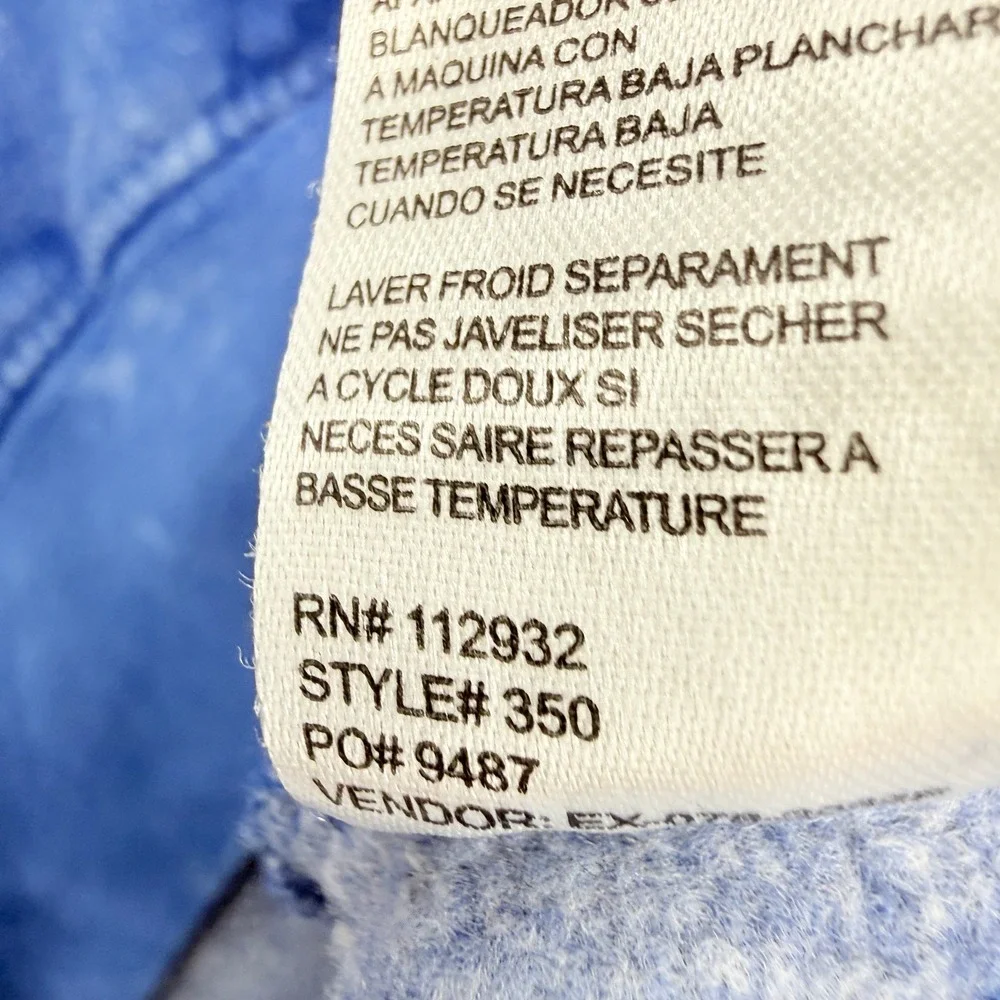 BLANQUEADOR
A MAQUINA CON
TEMPERATURA BAJA PLANCHAR
TEMPERATURA BAJA
CUANDO SE NECESITE
LAVER FROID SEPARAMENT
NE PAS JAVELISER SECHER
A CYCLE DOUX SI
NECES SAIRE REPASSER A
BASSE TEMPERATURE
RN# 112932
STYLE# 350
PO# 9487
VENDOR: